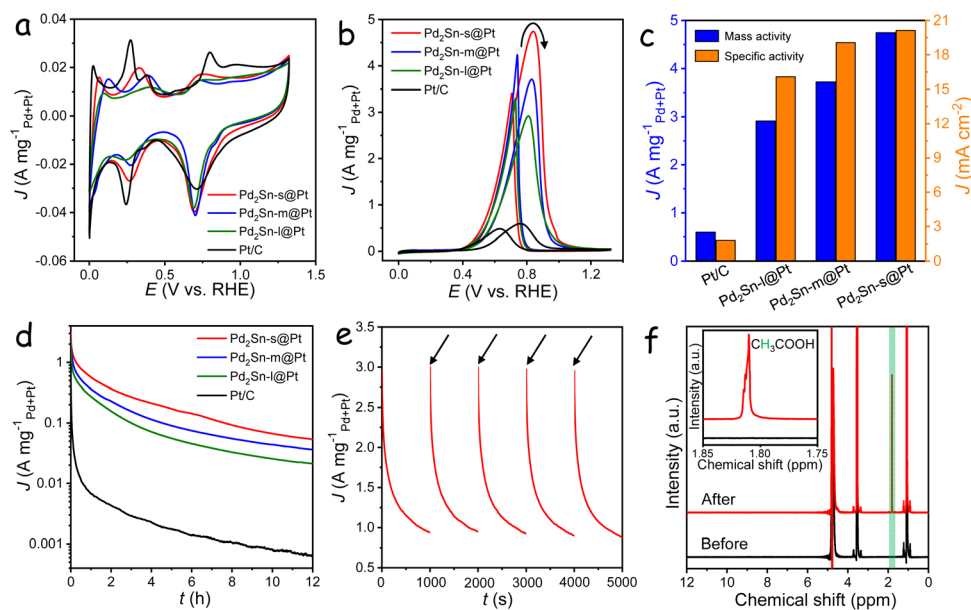 a
0.04
0.02
0.00
-0.02
-0.04
-0.06
J (A mg⁻¹Pd+Pt)
Pd₂Sn-s@Pt
Pd₂Sn-m@Pt
Pd₂Sn-l@Pt
Pt/C
0.0 0.5 1.0 1.5
E (V vs. RHE)
b
5
4
3
2
1
0
J (A mg⁻¹Pd+Pt)
Pd₂Sn-s@Pt
Pd₂Sn-m@Pt
Pd₂Sn-l@Pt
Pt/C
0.0 0.4 0.8 1.2
E (V vs. RHE)
c
5
4
3
2
1
0
J (A mg⁻¹Pd+Pt)
Mass activity
Specific activity
21
18
15
12
9
6
3
0
J (mA cm⁻²)
Pt/C
Pd₂Sn-l@Pt
Pd₂Sn-m@Pt
Pd₂Sn-s@Pt
d
1
0.1
0.01
0.001
J (A mg⁻¹Pd+Pt)
Pd₂Sn-s@Pt
Pd₂Sn-m@Pt
Pd₂Sn-l@Pt
Pt/C
0 2 4 6 8 10 12
t (h)
e
3.5
3.0
2.5
2.0
1.5
1.0
0.5
J (A mg⁻¹Pd+Pt)
0 1000 2000 3000 4000 5000
t (s)
f
Intensity (a.u.)
CH₃COOH
Intensity (a.u.)
1.85 1.80 1.75
Chemical shift (ppm)
After
Before
12 10 8 6 4 2 0
Chemical shift (ppm)